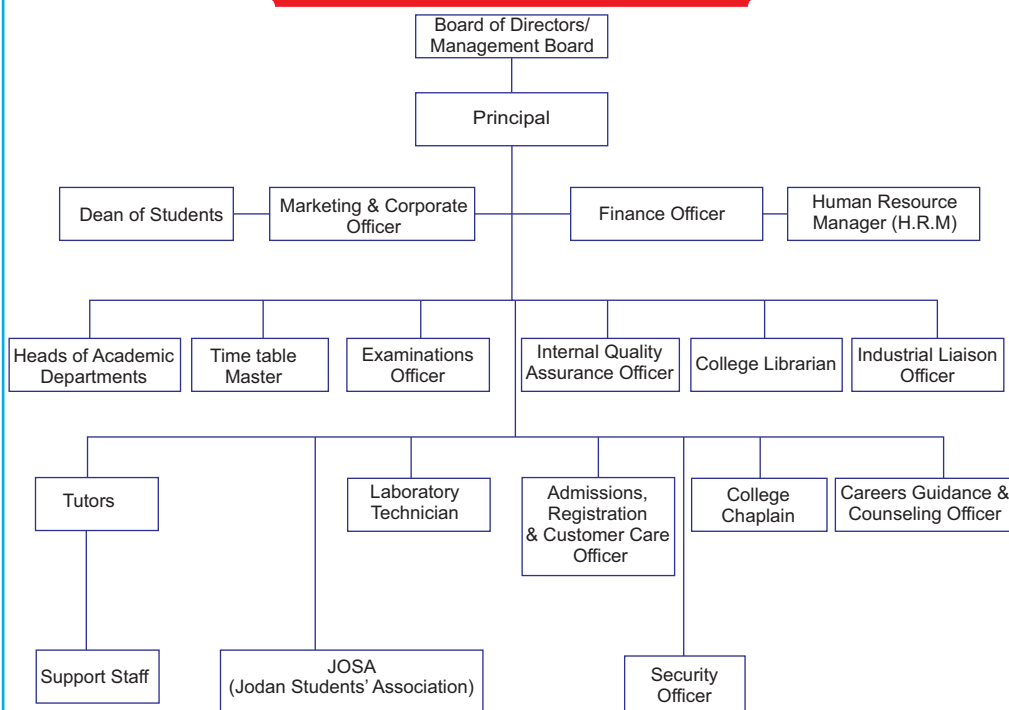 Board of Directors/
Management Board
Principal
Dean of Students
Marketing & Corporate
Officer
Finance Officer
Human Resource
Manager (H.R.M)
Heads of Academic
Departments
Time table
Master
Examinations
Officer
Internal Quality
Assurance Officer
College Librarian
Industrial Liaison
Officer
Tutors
Laboratory
Technician
Admissions,
Registration
& Customer Care
Officer
College
Chaplain
Careers Guidance &
Counseling Officer
Support Staff
JOSA
(Jodan Students' Association)
Security
Officer